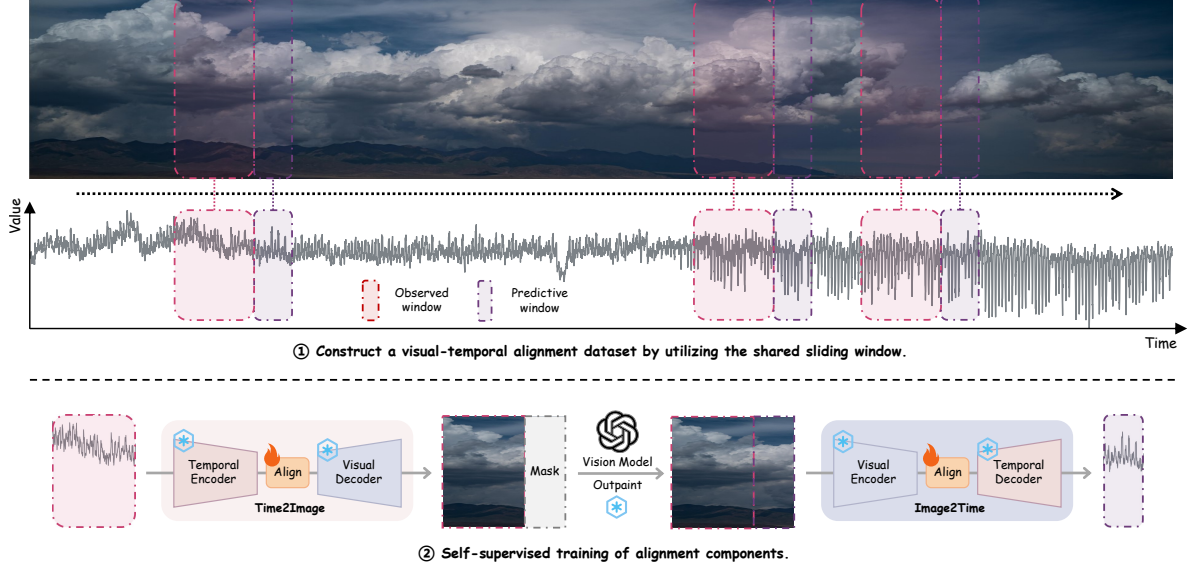 Value
Observed
window
Predictive
window
Time
① Construct a visual-temporal alignment dataset by utilizing the shared sliding window.
Temporal
Encoder
Align
Visual
Decoder
Time2Image
Mask
Vision Model
Outpaint
Visual
Encoder
Align
Temporal
Decoder
Image2Time
② Self-supervised training of alignment components.